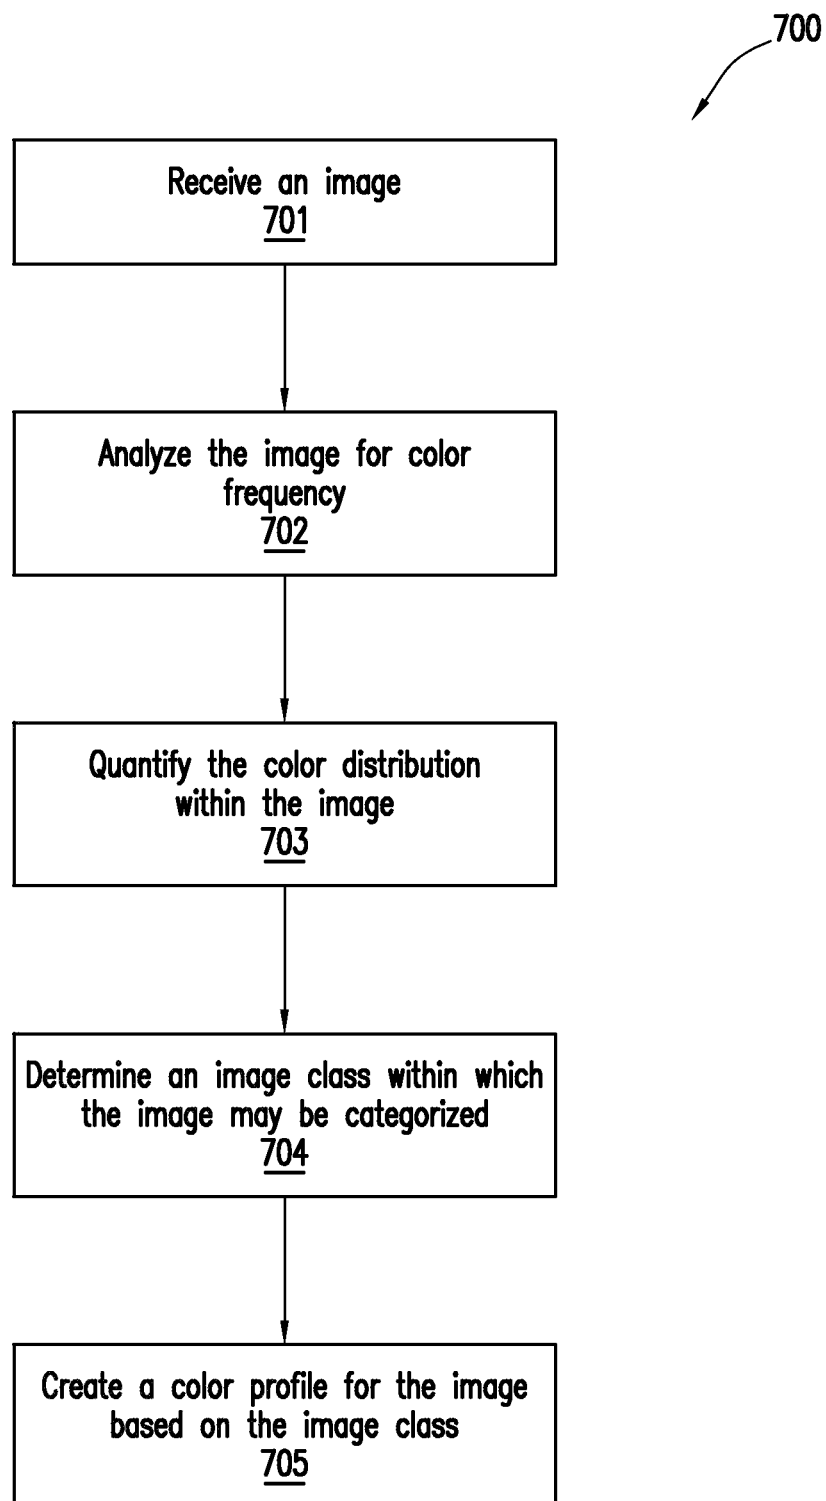 700
Receive an image
701
Analyze the image for color
frequency
702
Quantify the color distribution
within the image
703
Determine an image class within which
the image may be categorized
704
Create a color profile for the image
based on the image class
705